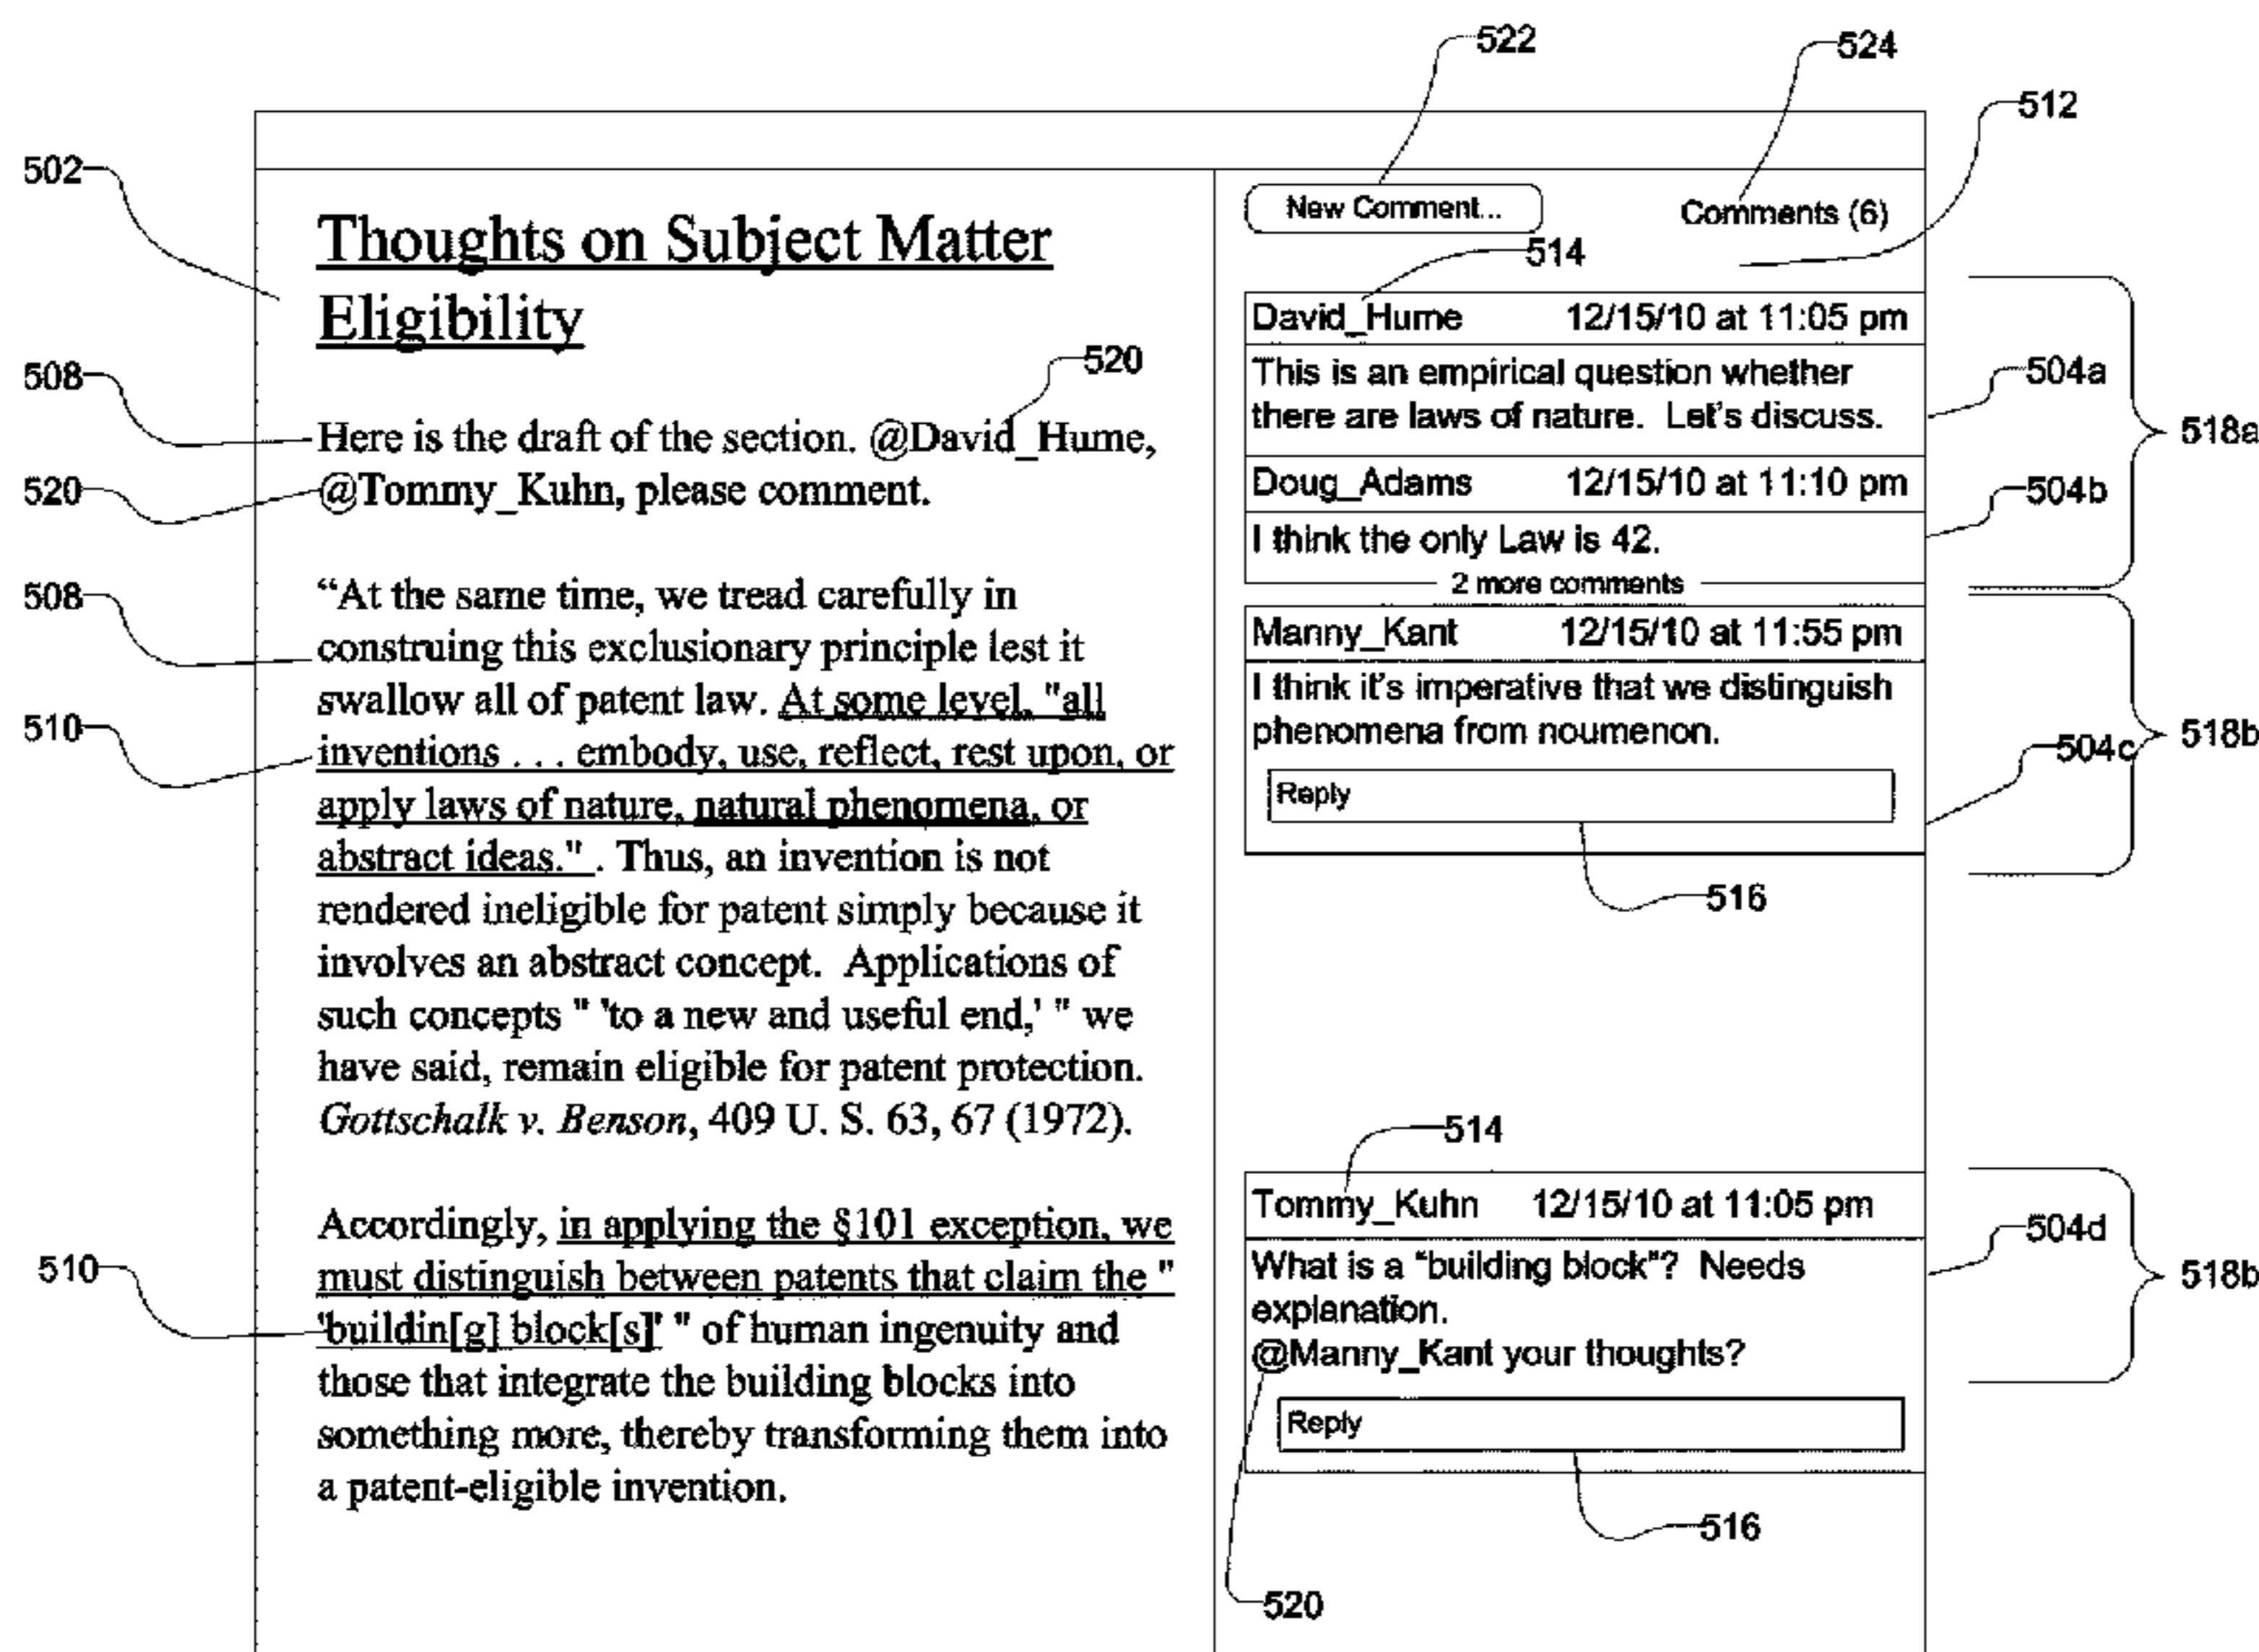 522
524
512
502
Thoughts on Subject Matter
Eligibility
508
520
Here is the draft of the section. @David_Hume,
520
@Tommy_Kuhn, please comment.
508
“At the same time, we tread carefully in
construing this exclusionary principle lest it
swallow all of patent law. At some level, "all
510
inventions . . . embody, use, reflect, rest upon, or
apply laws of nature, natural phenomena, or
abstract ideas." . Thus, an invention is not
rendered ineligible for patent simply because it
involves an abstract concept. Applications of
such concepts " 'to a new and useful end,' " we
have said, remain eligible for patent protection.
Gottschalk v. Benson, 409 U. S. 63, 67 (1972).
Accordingly, in applying the §101 exception, we
510
must distinguish between patents that claim the "
'buildin[g] block[s]' " of human ingenuity and
those that integrate the building blocks into
something more, thereby transforming them into
a patent-eligible invention.
New Comment...
Comments (6)
514
David_Hume 12/15/10 at 11:05 pm
This is an empirical question whether
there are laws of nature. Let's discuss.
504a
518a
Doug_Adams 12/15/10 at 11:10 pm
504b
I think the only Law is 42.
2 more comments
Manny_Kant 12/15/10 at 11:55 pm
I think it's imperative that we distinguish
phenomena from noumenon.
504c
518b
Reply
516
514
Tommy_Kuhn 12/15/10 at 11:05 pm
504d
What is a "building block"? Needs
explanation.
518b
@Manny_Kant your thoughts?
Reply
516
520